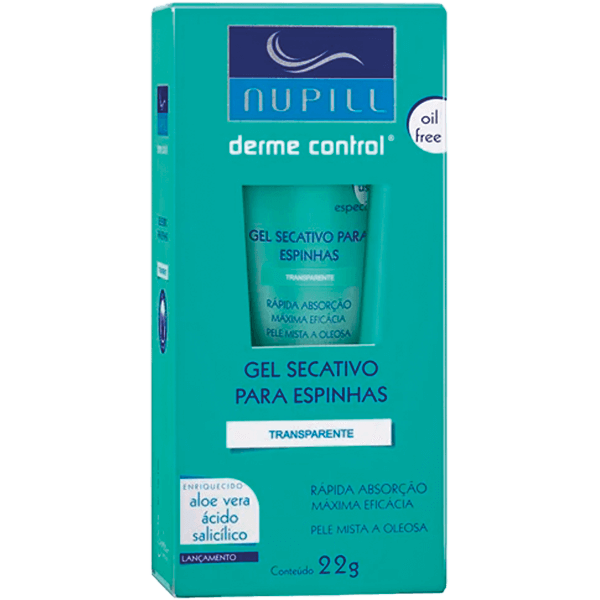 NUPILL
derme control®
oil
free
espec
GEL SECATIVO PARA
ESPINHAS
TRANSPARENTE
RÁPIDA ABSORÇÃO
MÁXIMA EFICÁCIA
PELE MISTA A OLEOSA
GEL SECATIVO
PARA ESPINHAS
TRANSPARENTE
ENRIQUECIDO
aloe vera
ácido
salicílico
LANÇAMENTO
RÁPIDA ABSORÇÃO
MÁXIMA EFICÁCIA
PELE MISTA A OLEOSA
Conteúdo 22g